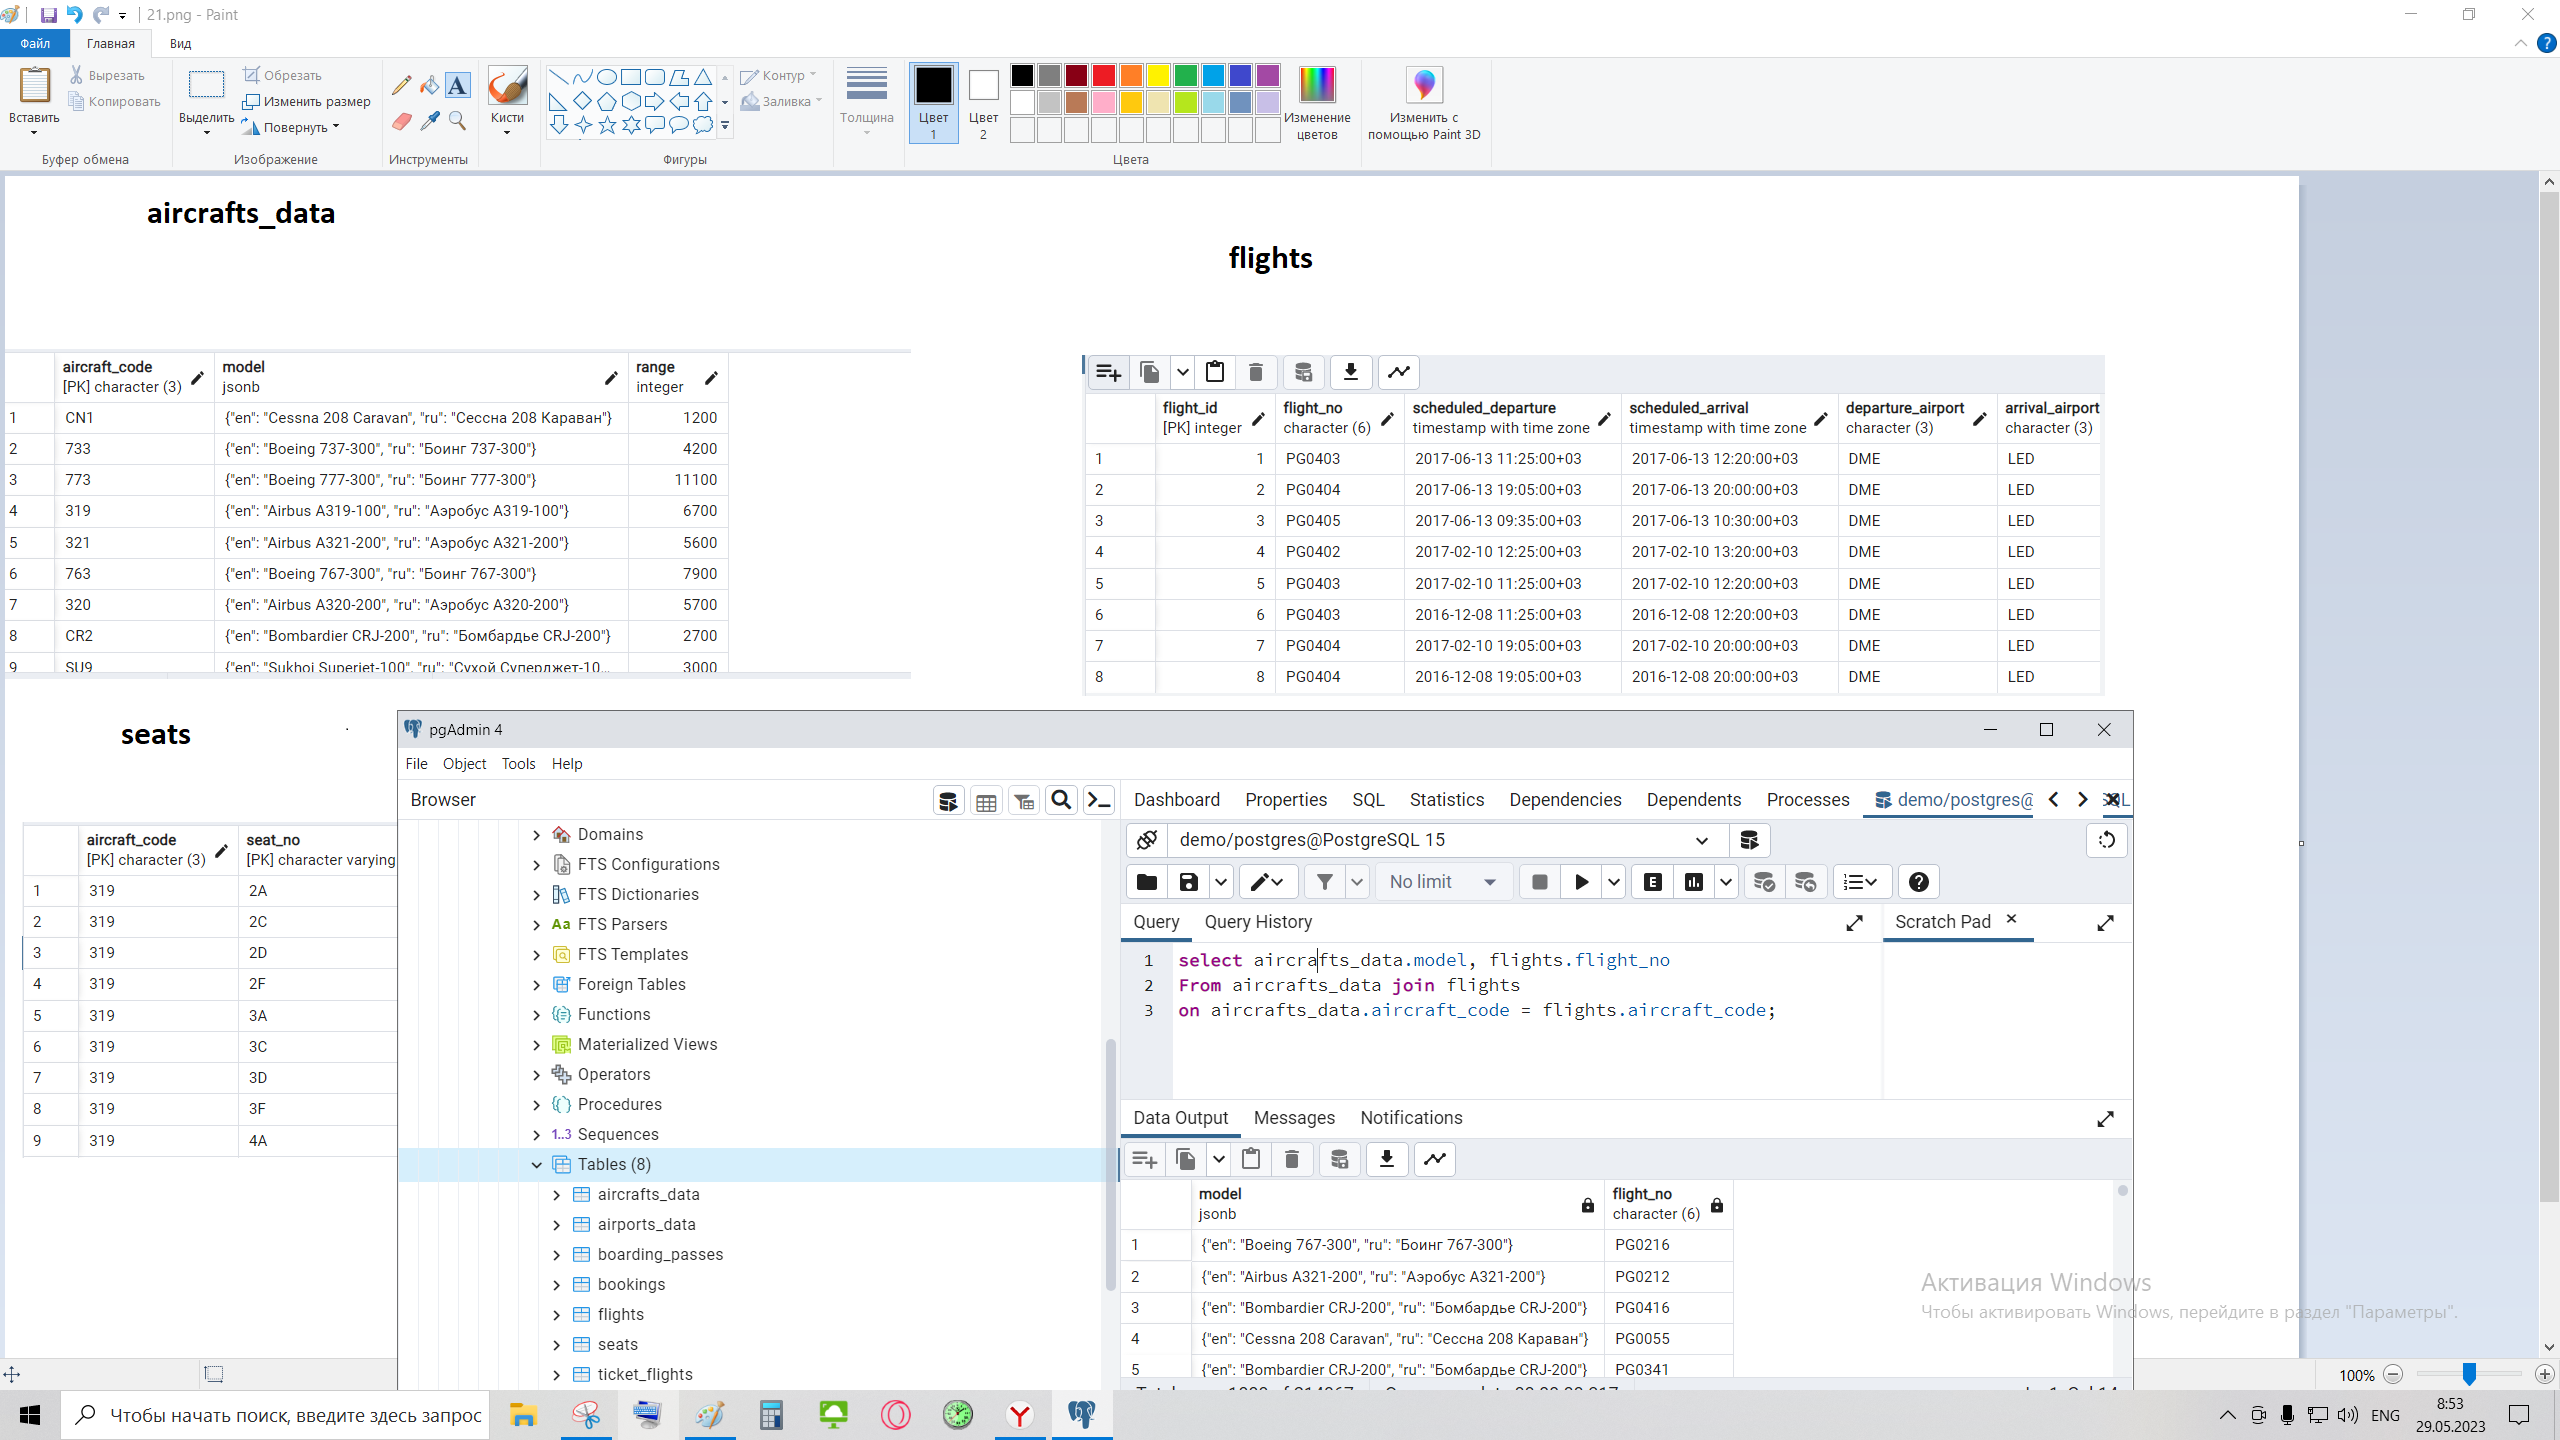 21.png - Paint
Файл Главная Вид
Вставить
Вырезать
Копировать
Буфер обмена
Выделить
Обрезать
Изменить размер
Повернуть
Изображение
Инструменты
Кисти
Контур
Заливка
Фигуры
Толщина
Цвет 1
Цвет 2
Изменение цветов
Цвета
Изменить с помощью Paint 3D
aircrafts_data
aircraft_code model range
[PK] character (3) jsonb integer
1 CN1 {"en": "Cessna 208 Caravan", "ru": "Сессна 208 Караван"} 1200
2 733 {"en": "Boeing 737-300", "ru": "Боинг 737-300"} 4200
3 773 {"en": "Boeing 777-300", "ru": "Боинг 777-300"} 11100
4 319 {"en": "Airbus A319-100", "ru": "Аэробус A319-100"} 6700
5 321 {"en": "Airbus A321-200", "ru": "Аэробус A321-200"} 5600
6 763 {"en": "Boeing 767-300", "ru": "Боинг 767-300"} 7900
7 320 {"en": "Airbus A320-200", "ru": "Аэробус A320-200"} 5700
8 CR2 {"en": "Bombardier CRJ-200", "ru": "Бомбардье CRJ-200"} 2700
9 SU9 {"en": "Sukhoi Superjet-100", "ru": "Сухой Суперджет-10... 3000
flights
flight_id flight_no scheduled_departure scheduled_arrival departure_airport arrival_airport
[PK] integer character (6) timestamp with time zone timestamp with time zone character (3) character (3)
1 1 PG0403 2017-06-13 11:25:00+03 2017-06-13 12:20:00+03 DME LED
2 2 PG0404 2017-06-13 19:05:00+03 2017-06-13 20:00:00+03 DME LED
3 3 PG0405 2017-06-13 09:35:00+03 2017-06-13 10:30:00+03 DME LED
4 4 PG0402 2017-02-10 12:25:00+03 2017-02-10 13:20:00+03 DME LED
5 5 PG0403 2017-02-10 11:25:00+03 2017-02-10 12:20:00+03 DME LED
6 6 PG0403 2016-12-08 11:25:00+03 2016-12-08 12:20:00+03 DME LED
7 7 PG0404 2017-02-10 19:05:00+03 2017-02-10 20:00:00+03 DME LED
8 8 PG0404 2016-12-08 19:05:00+03 2016-12-08 20:00:00+03 DME LED
seats
aircraft_code seat_no
[PK] character (3) [PK] character varying
1 319 2A
2 319 2C
3 319 2D
4 319 2F
5 319 3A
6 319 3C
7 319 3D
8 319 3F
9 319 4A
pgAdmin 4
File Object Tools Help
Browser
Domains
FTS Configurations
FTS Dictionaries
FTS Parsers
FTS Templates
Foreign Tables
Functions
Materialized Views
Operators
Procedures
1..3 Sequences
Tables (8)
aircrafts_data
airports_data
boarding_passes
bookings
flights
seats
ticket_flights
Dashboard Properties SQL Statistics Dependencies Dependents Processes demo/postgres@
demo/postgres@PostgreSQL 15
No limit
Query Query History
Scratch Pad
1 select aircrafts_data.model, flights.flight_no
2 From aircrafts_data join flights
3 on aircrafts_data.aircraft_code = flights.aircraft_code;
Data Output Messages Notifications
model flight_no
jsonb character (6)
1 {"en": "Boeing 767-300", "ru": "Боинг 767-300"} PG0216
2 {"en": "Airbus A321-200", "ru": "Аэробус A321-200"} PG0212
3 {"en": "Bombardier CRJ-200", "ru": "Бомбардье CRJ-200"} PG0416
4 {"en": "Cessna 208 Caravan", "ru": "Сессна 208 Караван"} PG0055
5 {"en": "Bombardier CRJ-200", "ru": "Бомбардье CRJ-200"} PG0341
Активация Windows
Чтобы активировать Windows, перейдите в раздел "Параметры".
100%
Чтобы начать поиск, введите здесь запрос
ENG
8:53
29.05.2023